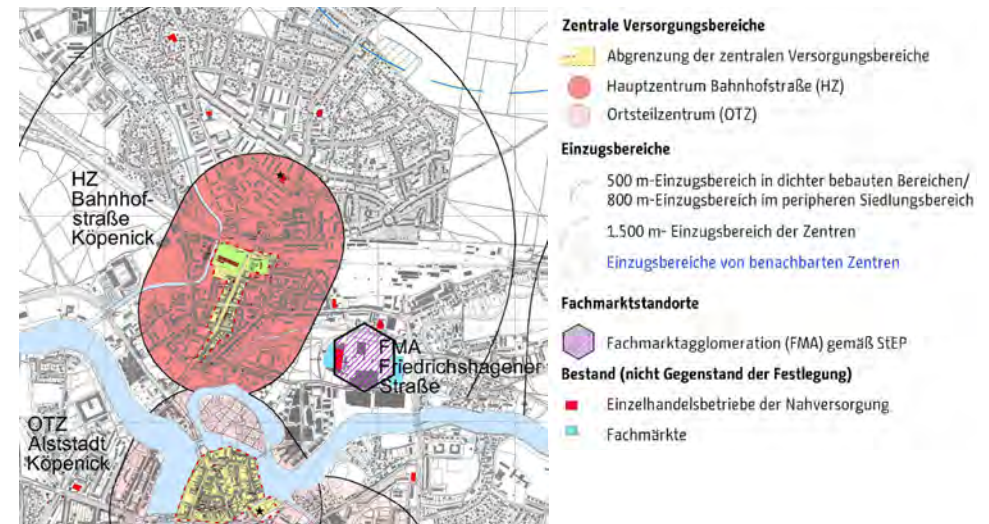 HZ
Bahnhof-
straße
Köpenick
FMA
Friedrichshagener
Straße
OTZ
Alststadt
Köpenick
Zentrale Versorgungsbereiche
Abgrenzung der zentralen Versorgungsbereiche
Hauptzentrum Bahnhofstraße (HZ)
Ortsteilzentrum (OTZ)
Einzugsbereiche
500 m-Einzugsbereich in dichter bebauten Bereichen/
800 m-Einzugsbereich im peripheren Siedlungsbereich
1.500 m- Einzugsbereich der Zentren
Einzugsbereiche von benachbarten Zentren
Fachmarktstandorte
Fachmarktagglomeration (FMA) gemäß StEP
Bestand (nicht Gegenstand der Festlegung)
Einzelhandelsbetriebe der Nahversorgung
Fachmärkte